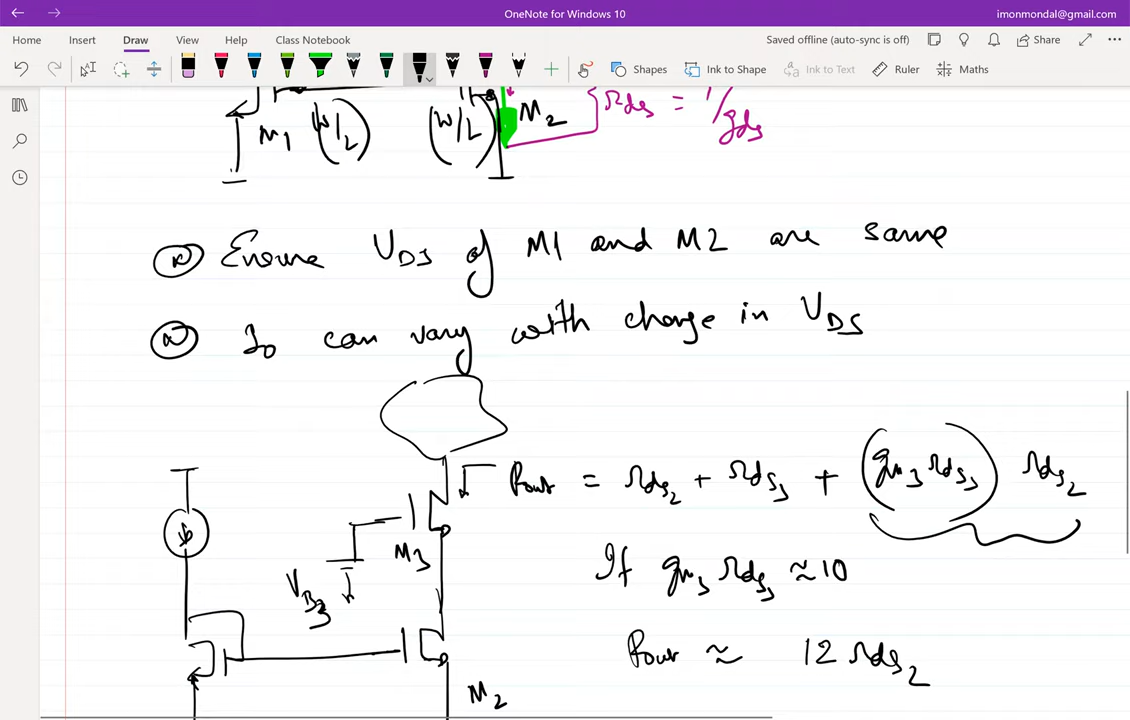 OneNote for Windows 10
imonmondal@gmail.com
Home Insert Draw View Help Class Notebook
Saved offline (auto-sync is off) Share
Shapes Ink to Shape Ink to Text Ruler Maths
M1 (W/L) (W/L) M2 rds = 1/gds
Ensure VDS of M1 and M2 are same
I0 can vary with change in VDS
Rout = rds2 + rds3 + (gm3 rds3) rds2
M3
VB3
If gm3 rds3 ≈ 10
Rout ≈ 12 rds2
M2